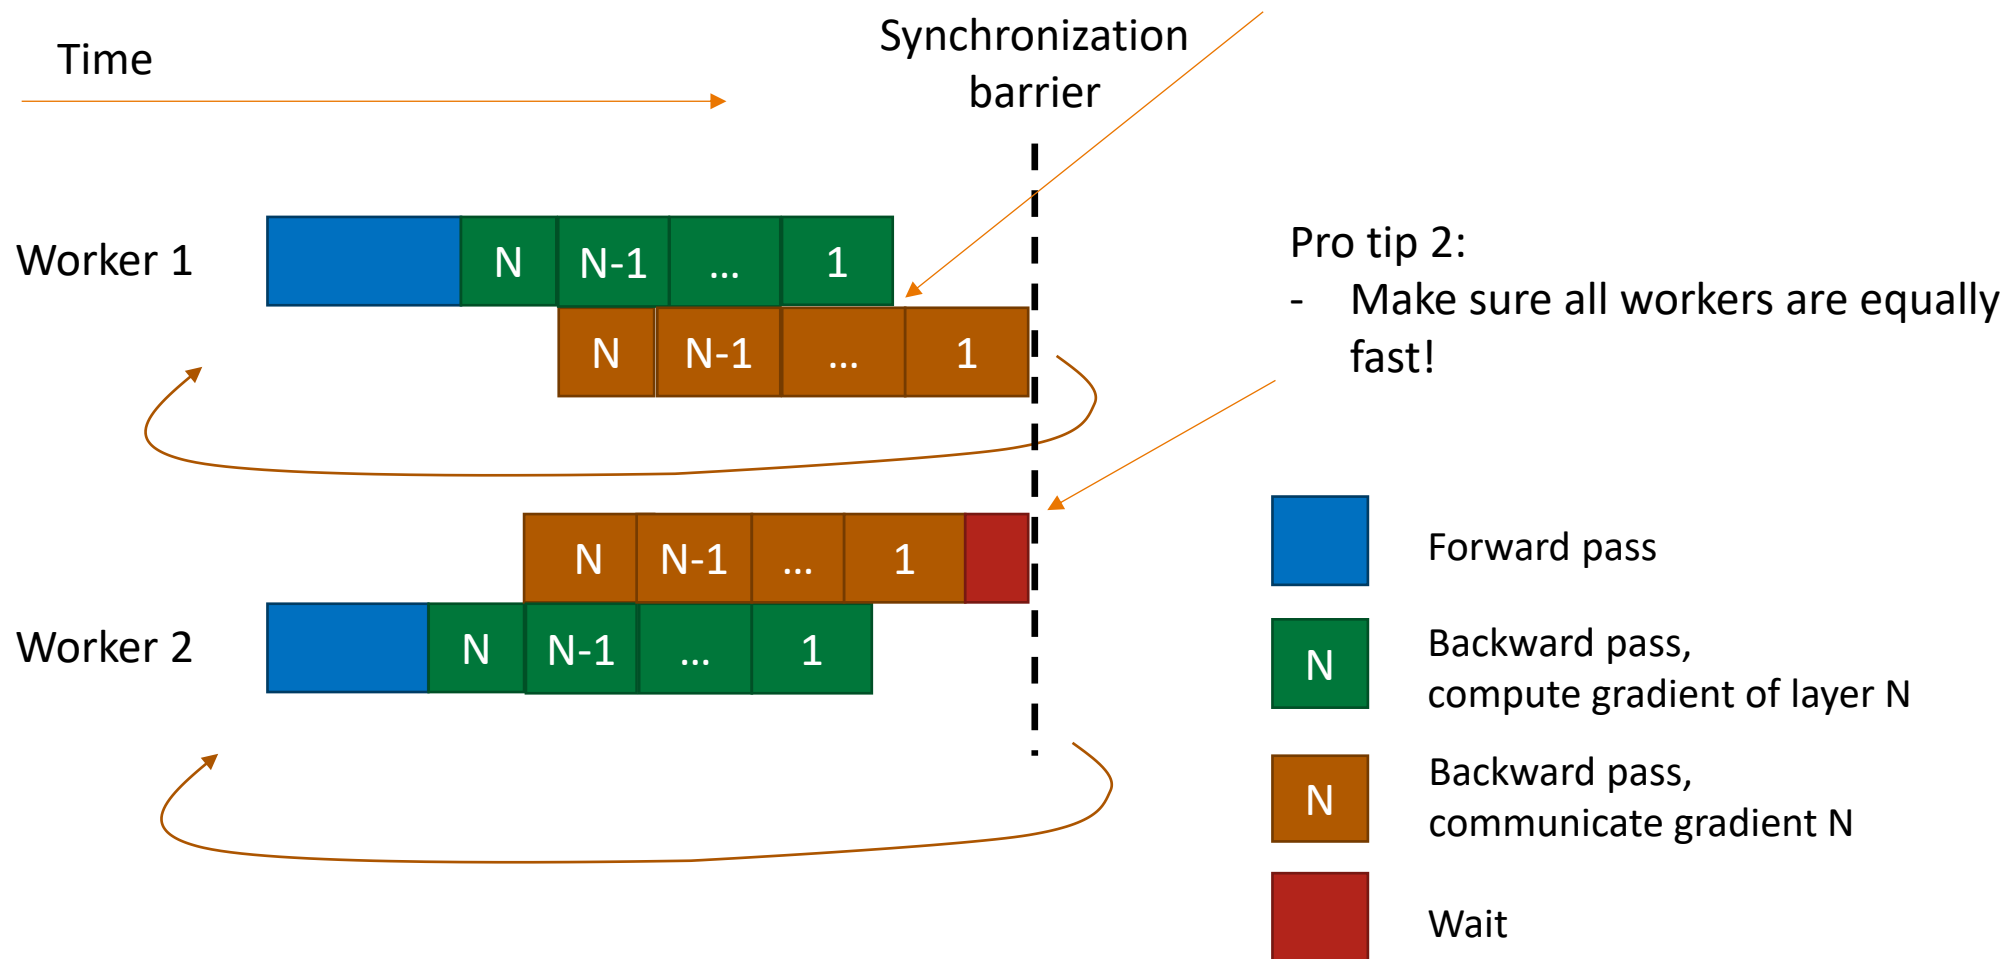 Time
Synchronization
barrier
Worker 1
N
N-1
...
1
N
N-1
...
1
Pro tip 2:
- Make sure all workers are equally
fast!
N
N-1
...
1
Worker 2
N
N-1
...
1
Forward pass
N
Backward pass,
compute gradient of layer N
N
Backward pass,
communicate gradient N
Wait